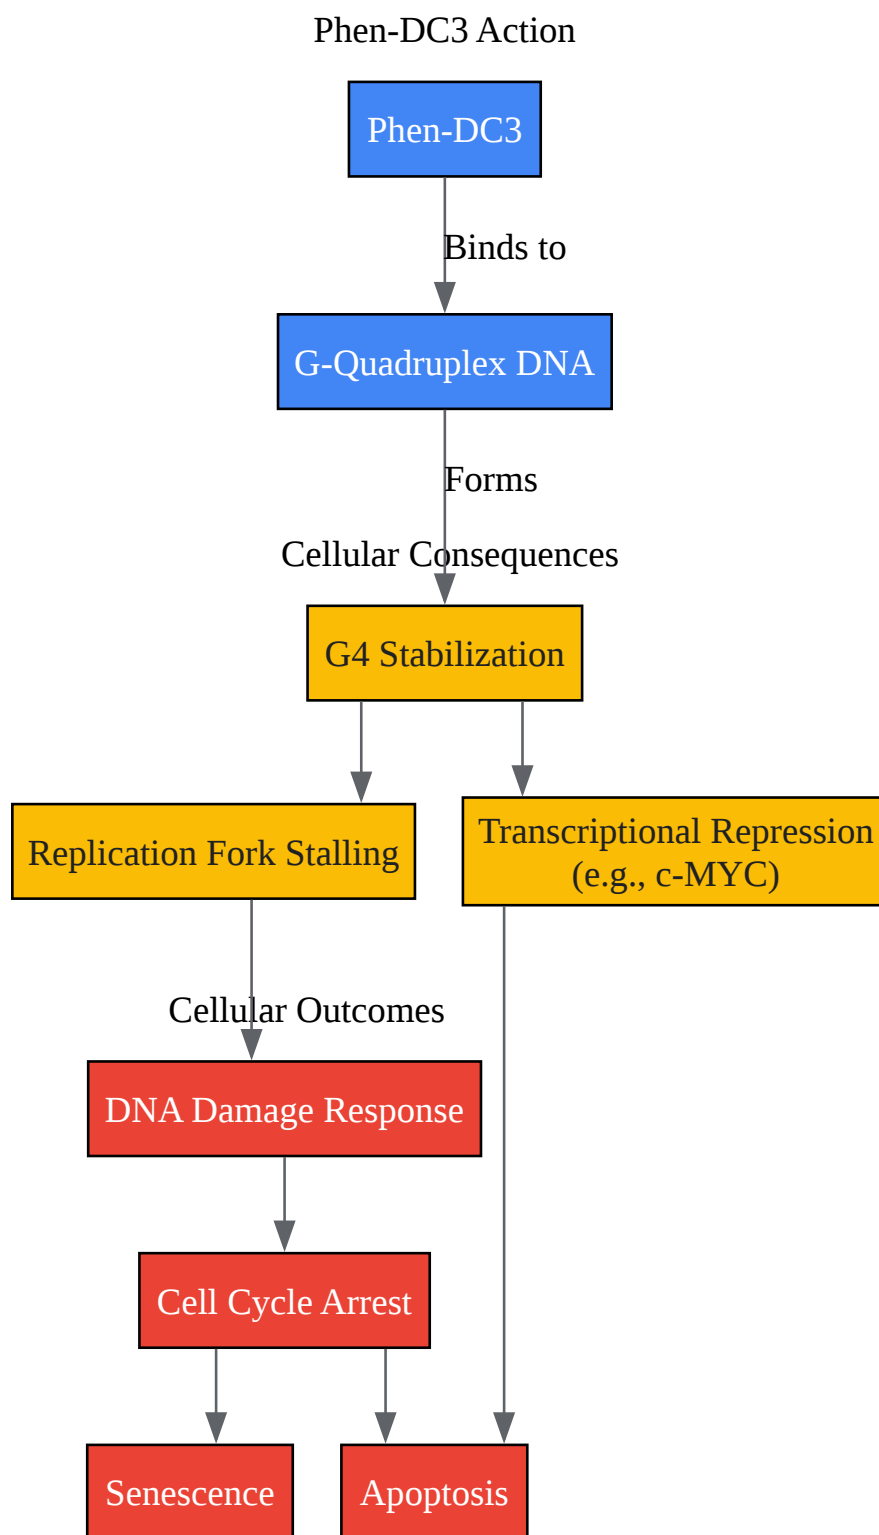 Phen-DC3 Action
Phen-DC3
Binds to
G-Quadruplex DNA
Forms
Cellular Consequences
G4 Stabilization
Replication Fork Stalling
Transcriptional Repression
(e.g., c-MYC)
Cellular Outcomes
DNA Damage Response
Cell Cycle Arrest
Senescence
Apoptosis